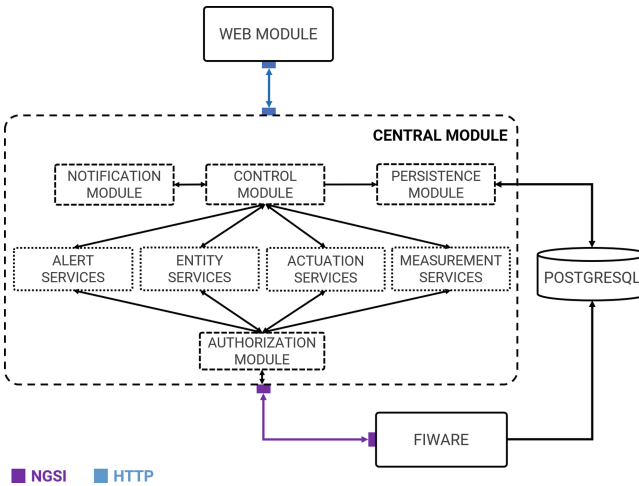 WEB MODULE
CENTRAL MODULE
NOTIFICATION
MODULE
CONTROL
MODULE
PERSISTENCE
MODULE
ALERT
SERVICES
ENTITY
SERVICES
ACTUATION
SERVICES
MEASUREMENT
SERVICES
POSTGRESQL
AUTHORIZATION
MODULE
FIWARE
NGSI
HTTP